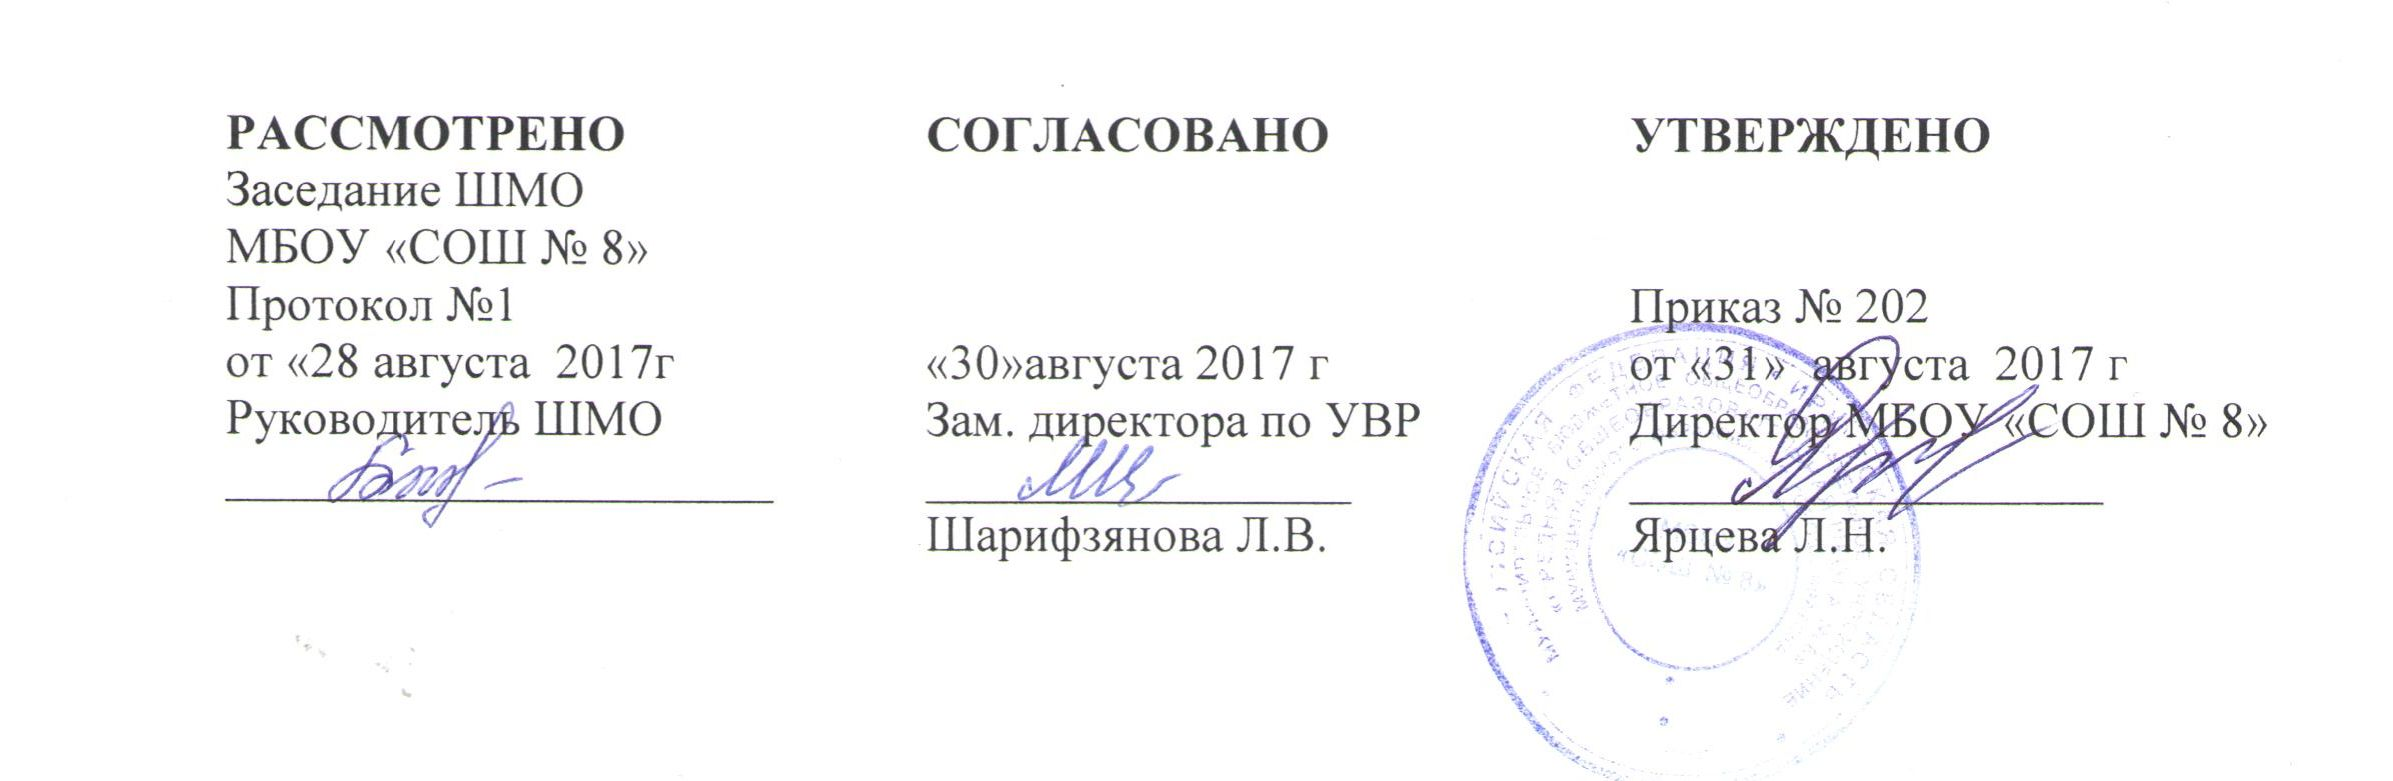 РАССМОТРЕНО
Заседание ШМО
МБОУ «СОШ № 8»
Протокол №1
от «28 августа  2017г
Руководитель ШМО
СОГЛАСОВАНО
«30»августа 2017 г
Зам. директора по УВР
Шарифзянова Л.В.
УТВЕРЖДЕНО
Приказ № 202
от «31»  августа  2017 г
Директор МБОУ «СОШ № 8»
Ярцева Л.Н.